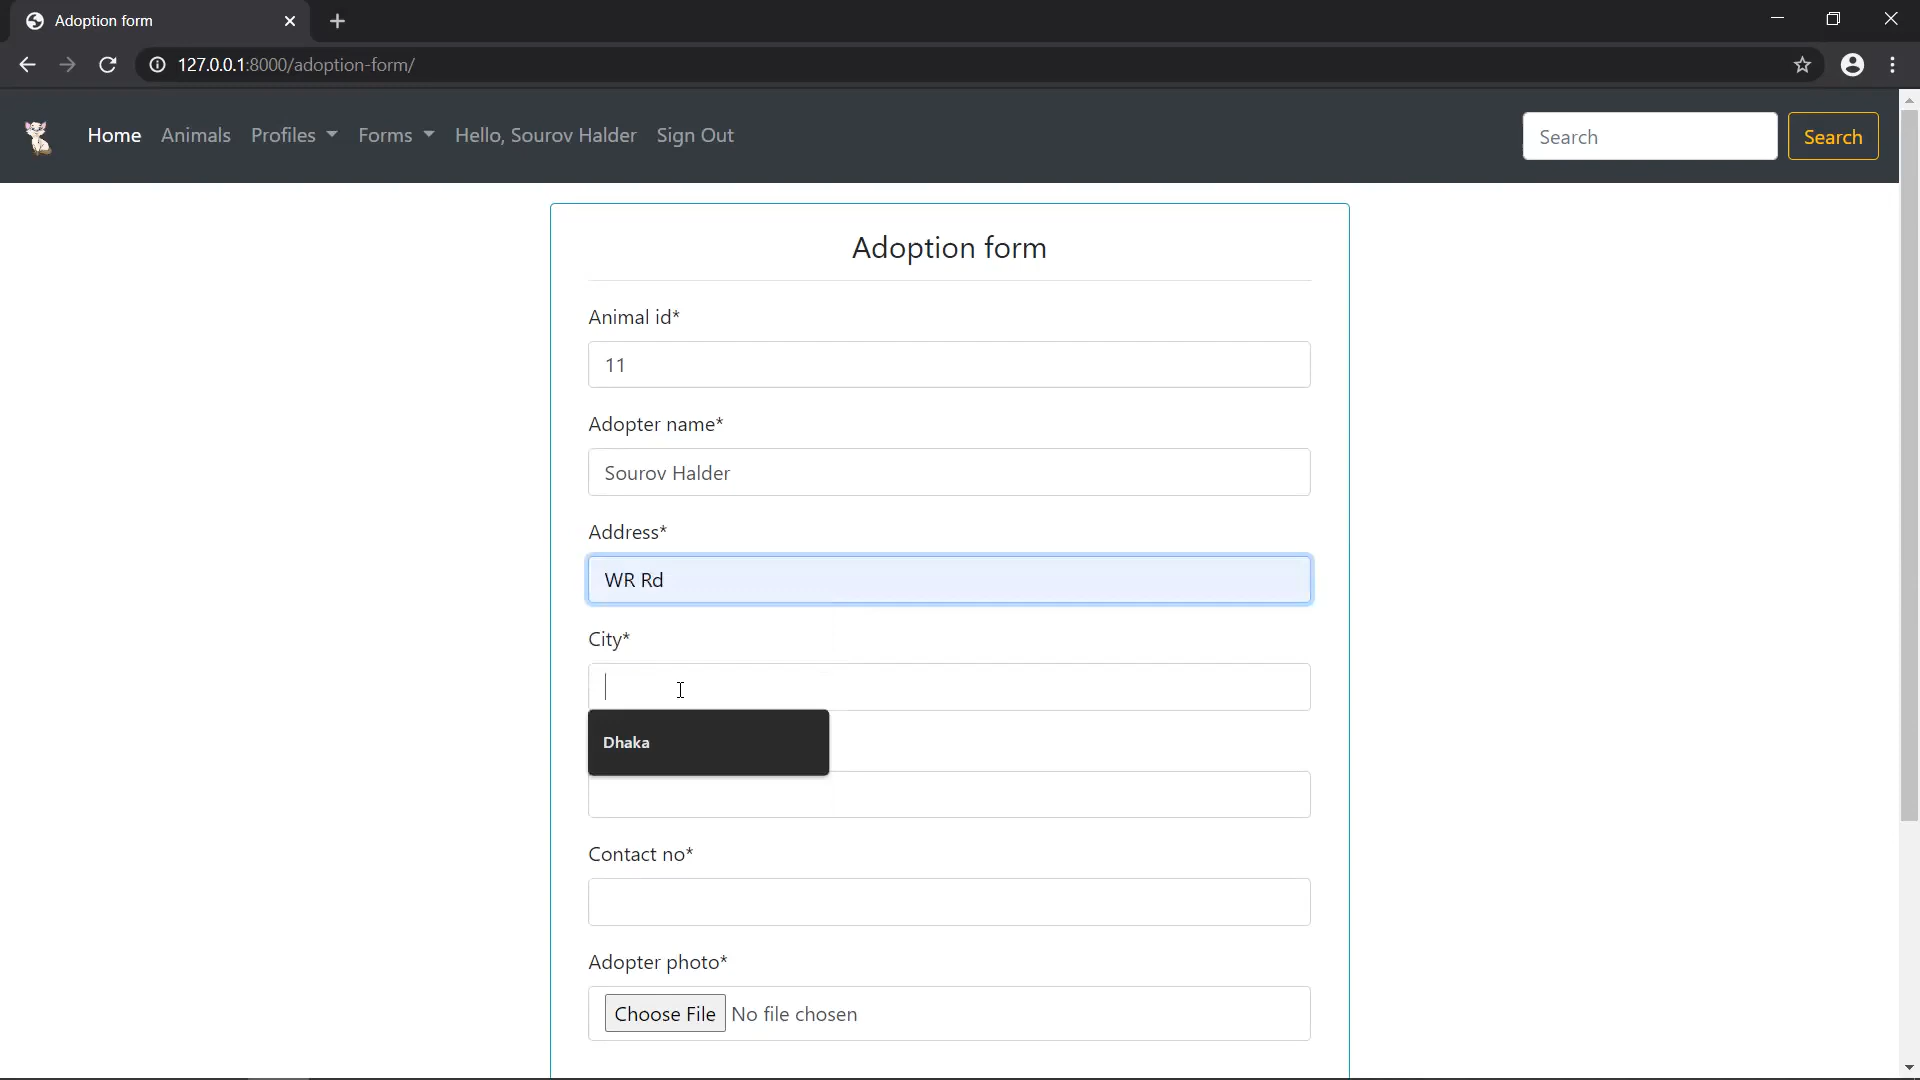 Adoption form
127.0.0.1:8000/adoption-form/
Home Animals Profiles Forms Hello, Sourov Halder Sign Out Search Search
Adoption form
Animal id*
11
Adopter name*
Sourov Halder
Address*
WR Rd
City*
Dhaka
Contact no*
Adopter photo*
Choose File No file chosen